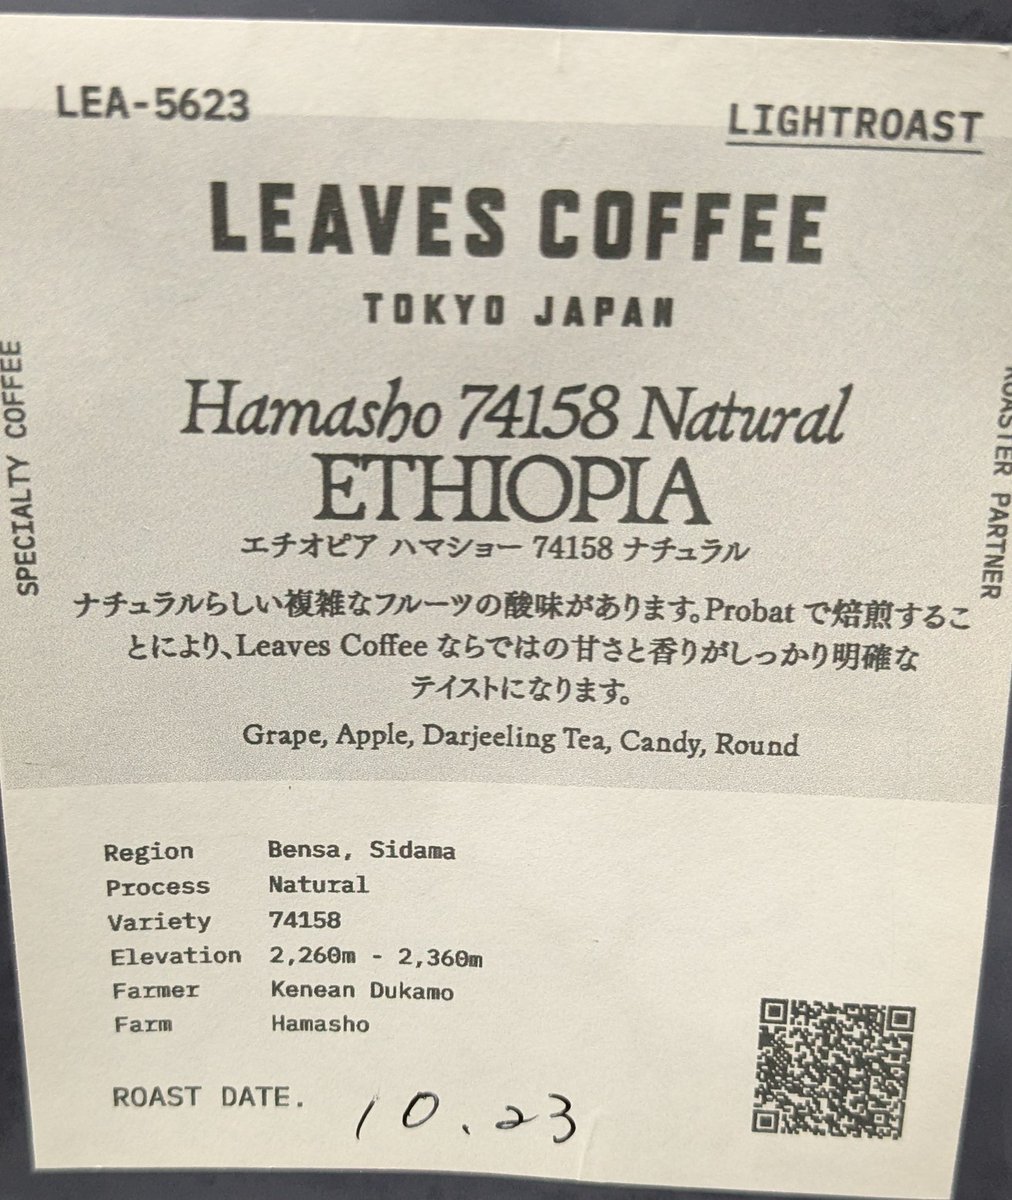 LEA-5623
LIGHTROAST
LEAVES COFFEE
TOKYO JAPAN
SPECIALTY COFFEE
ROASTER PARTNER
Hamasho 74158 Natural
ETHIOPIA
エチオピア ハマショー 74158 ナチュラル
ナチュラルらしい複雑なフルーツの酸味があります。Probat で焙煎するこ
とにより、Leaves Coffee ならではの甘さと香りがしっかり明確な
テイストになります。
Grape, Apple, Darjeeling Tea, Candy, Round
Region Bensa, Sidama
Process Natural
Variety 74158
Elevation 2,260m - 2,360m
Farmer Kenean Dukamo
Farm Hamasho
ROAST DATE. 10.23